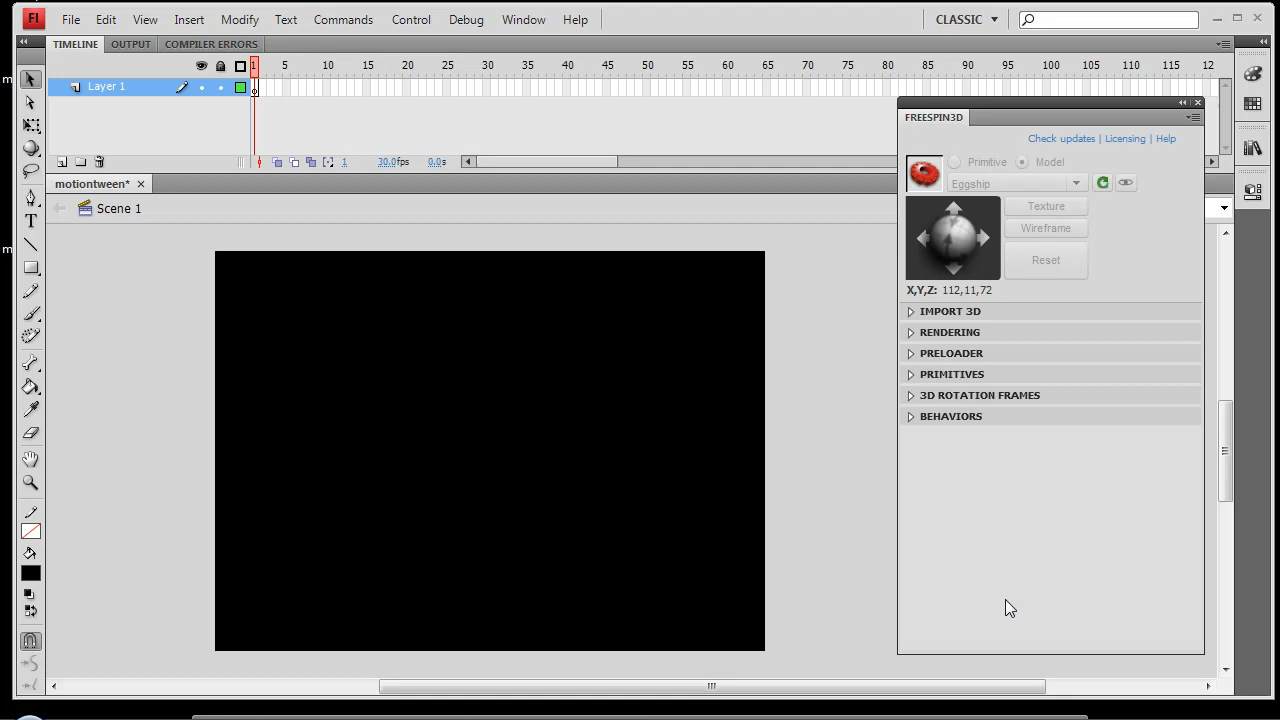 Fl File Edit View Insert Modify Text Commands Control Debug Window Help CLASSIC
TIMELINE OUTPUT COMPILER ERRORS
1 5 10 15 20 25 30 35 40 45 50 55 60 65 70 75 80 85 90 95 100 105 110 115 12
Layer 1
1 30.0fps 0.0s
motiontween*
Scene 1
FREESPIN3D
Check updates | Licensing | Help
Primitive Model
Eggship
Texture
Wireframe
Reset
X,Y,Z: 112,11,72
IMPORT 3D
RENDERING
PRELOADER
PRIMITIVES
3D ROTATION FRAMES
BEHAVIORS
T
m
m